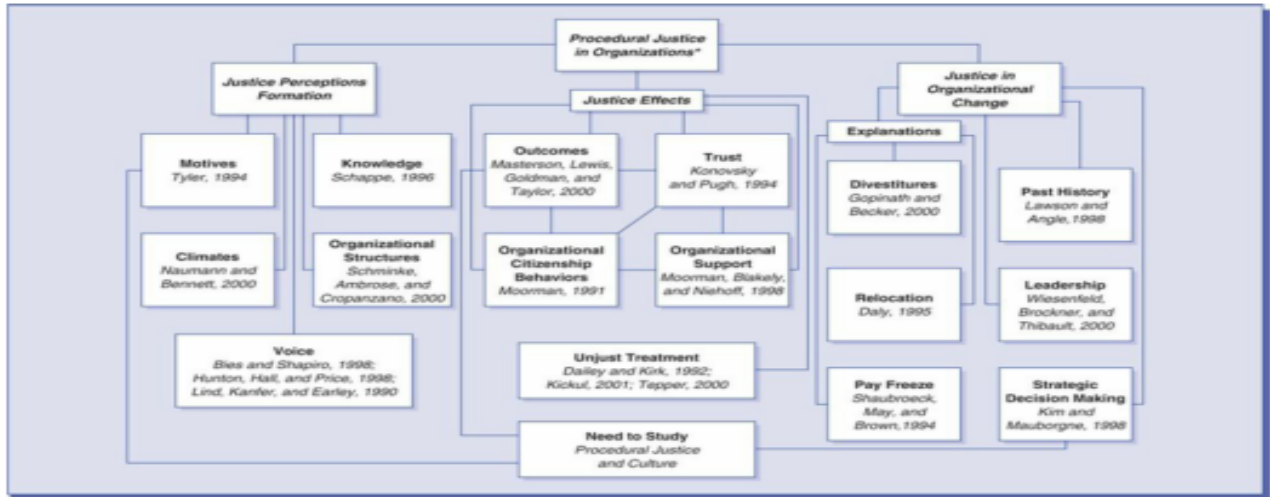 Procedural Justice
in Organizations*
Justice Perceptions
Formation
Justice Effects
Justice in
Organizational
Change
Explanations
Motives
Tyler, 1994
Knowledge
Schappe, 1996
Outcomes
Masterson, Lewis,
Goldman, and
Taylor, 2000
Trust
Konovsky
and Pugh, 1994
Divestitures
Gopinath and
Becker, 2000
Past History
Lawson and
Angle,1998
Climates
Naumann and
Bennett, 2000
Organizational
Structures
Schminke,
Ambrose, and
Cropanzano, 2000
Organizational
Citizenship
Behaviors
Moorman, 1991
Organizational
Support
Moorman, Blakely,
and Niehoff, 1998
Relocation
Daly, 1995
Leadership
Wiesenfeld,
Brockner, and
Thibault, 2000
Voice
Bies and Shapiro, 1998;
Hunton, Hall, and Price, 1998;
Lind, Kanfer, and Earley, 1990
Unjust Treatment
Dailey and Kirk, 1992;
Kickul, 2001; Tepper, 2000
Pay Freeze
Shaubroeck,
May, and
Brown,1994
Strategic
Decision Making
Kim and
Mauborgne, 1998
Need to Study
Procedural Justice
and Culture